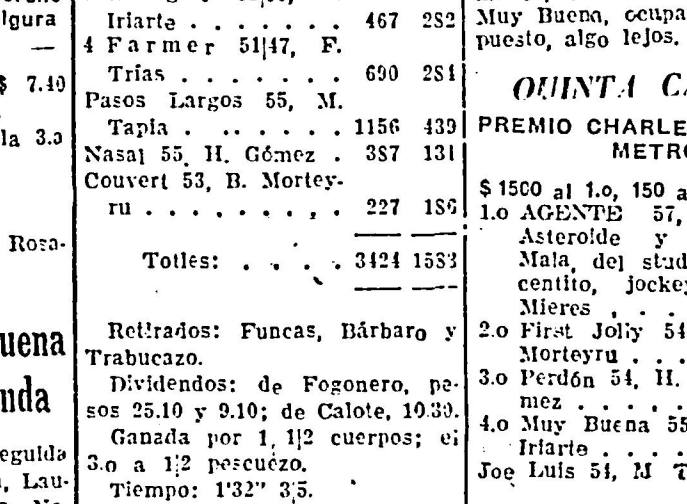 lgura
—
$ 7.40
la 3.o
Rosa-
uena
nda
eguida
, Lau-
Iriarte . . . . . . . 467 282
4 Farmer 51|47, F.
Trías . . . . . . . 690 284
Pasos Largos 55, M.
Tapia . . . . . . . 1156 439
Nasal 55, H. Gómez . 387 131
Couvert 53, B. Mortey-
ru . . . . . . . . . 227 186
Totles: . . . . 3424 1583
Retirados: Funcas, Bárbaro y
Trabucazo.
Dividendos: de Fogonero, pe-
sos 25.10 y 9.10; de Calote, 10.30.
Ganada por 1 1|2 cuerpos; el
3.o a 1|2 pescuezo.
Tiempo: 1'32" 3|5.
Muy Buena, ocupa
puesto, algo lejos.
QUINTA CA
PREMIO CHARLE
METRO
$ 1500 al 1.o, 150 a
1.o AGENTE 57,
Asteroide y
Mala, del stud
centito, jockey
Mieres . . .
2.o First Jolly 54
Morteyru . . .
3.o Perdón 54, H.
mez . . . . .
4.o Muy Buena 55
Iriarte . . . .
Joe Luis 51, M T